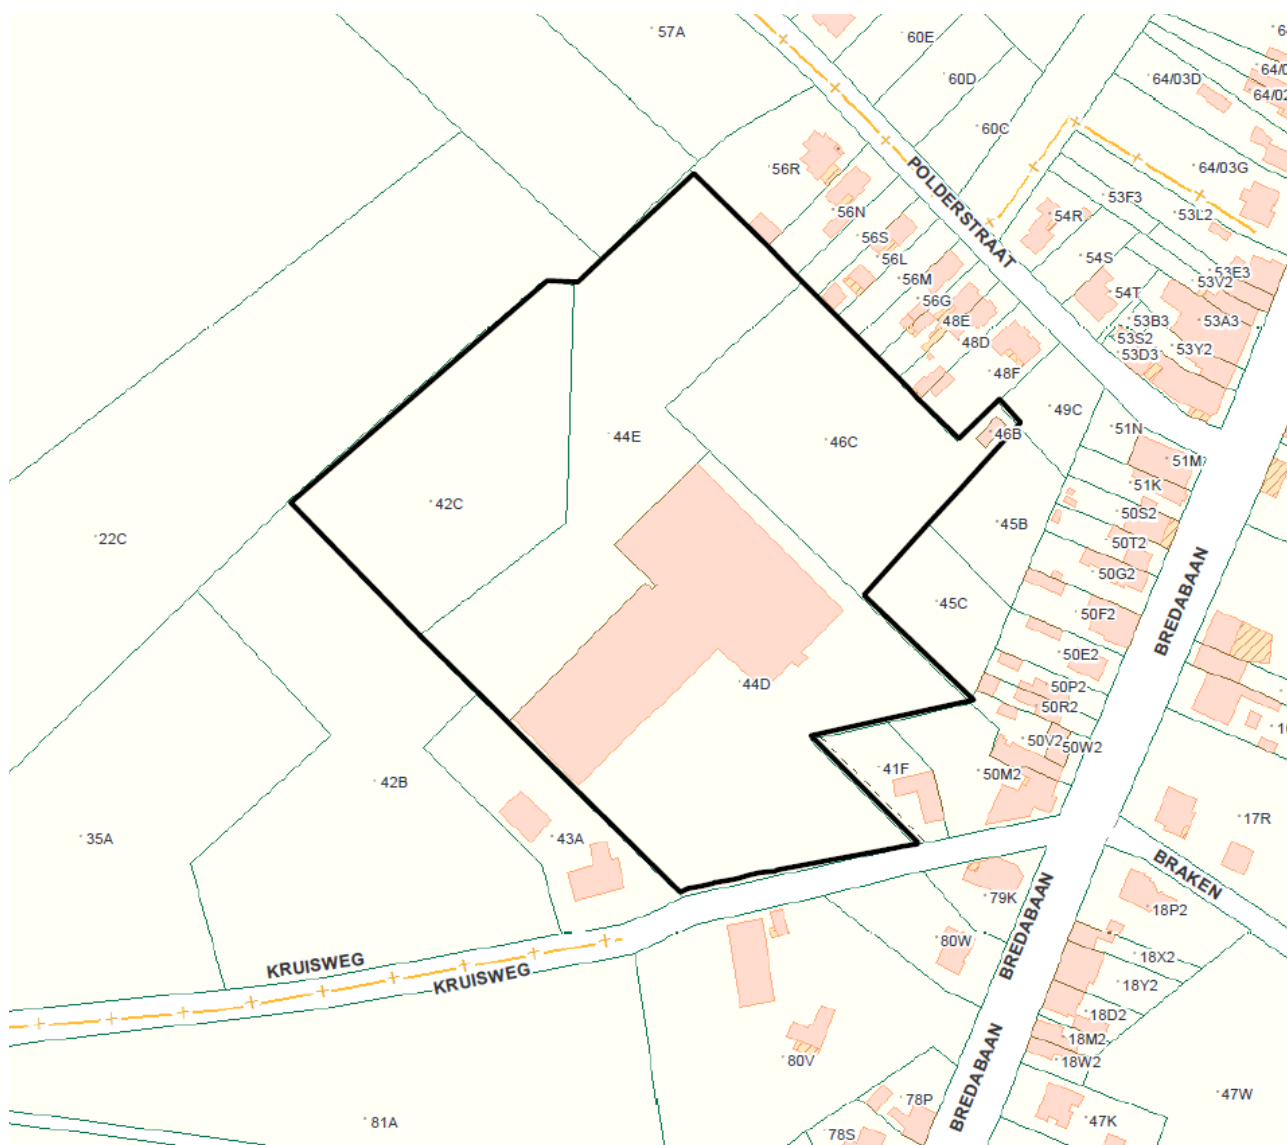 57A
60E
60D
60C
64/03D
64/03G
56R
56N
56S
56L
56M
56G
48E
48D
48F
POLDERSTRAAT
54R
53F3
53L2
54S
54T
53E3
53V2
53B3
53A3
53S2
53D3
53Y2
49C
46B
51N
51M
51K
50S2
50T2
50G2
50F2
50E2
50P2
50R2
50V2
50W2
50M2
44E
46C
42C
45B
45C
22C
44D
41F
42B
43A
35A
BREDABAAN
17R
BRAKEN
79K
18P2
80W
BREDABAAN
18X2
18Y2
18D2
18M2
18W2
KRUISWEG
KRUISWEG
80V
BREDABAAN
47W
47K
78P
78S
81A